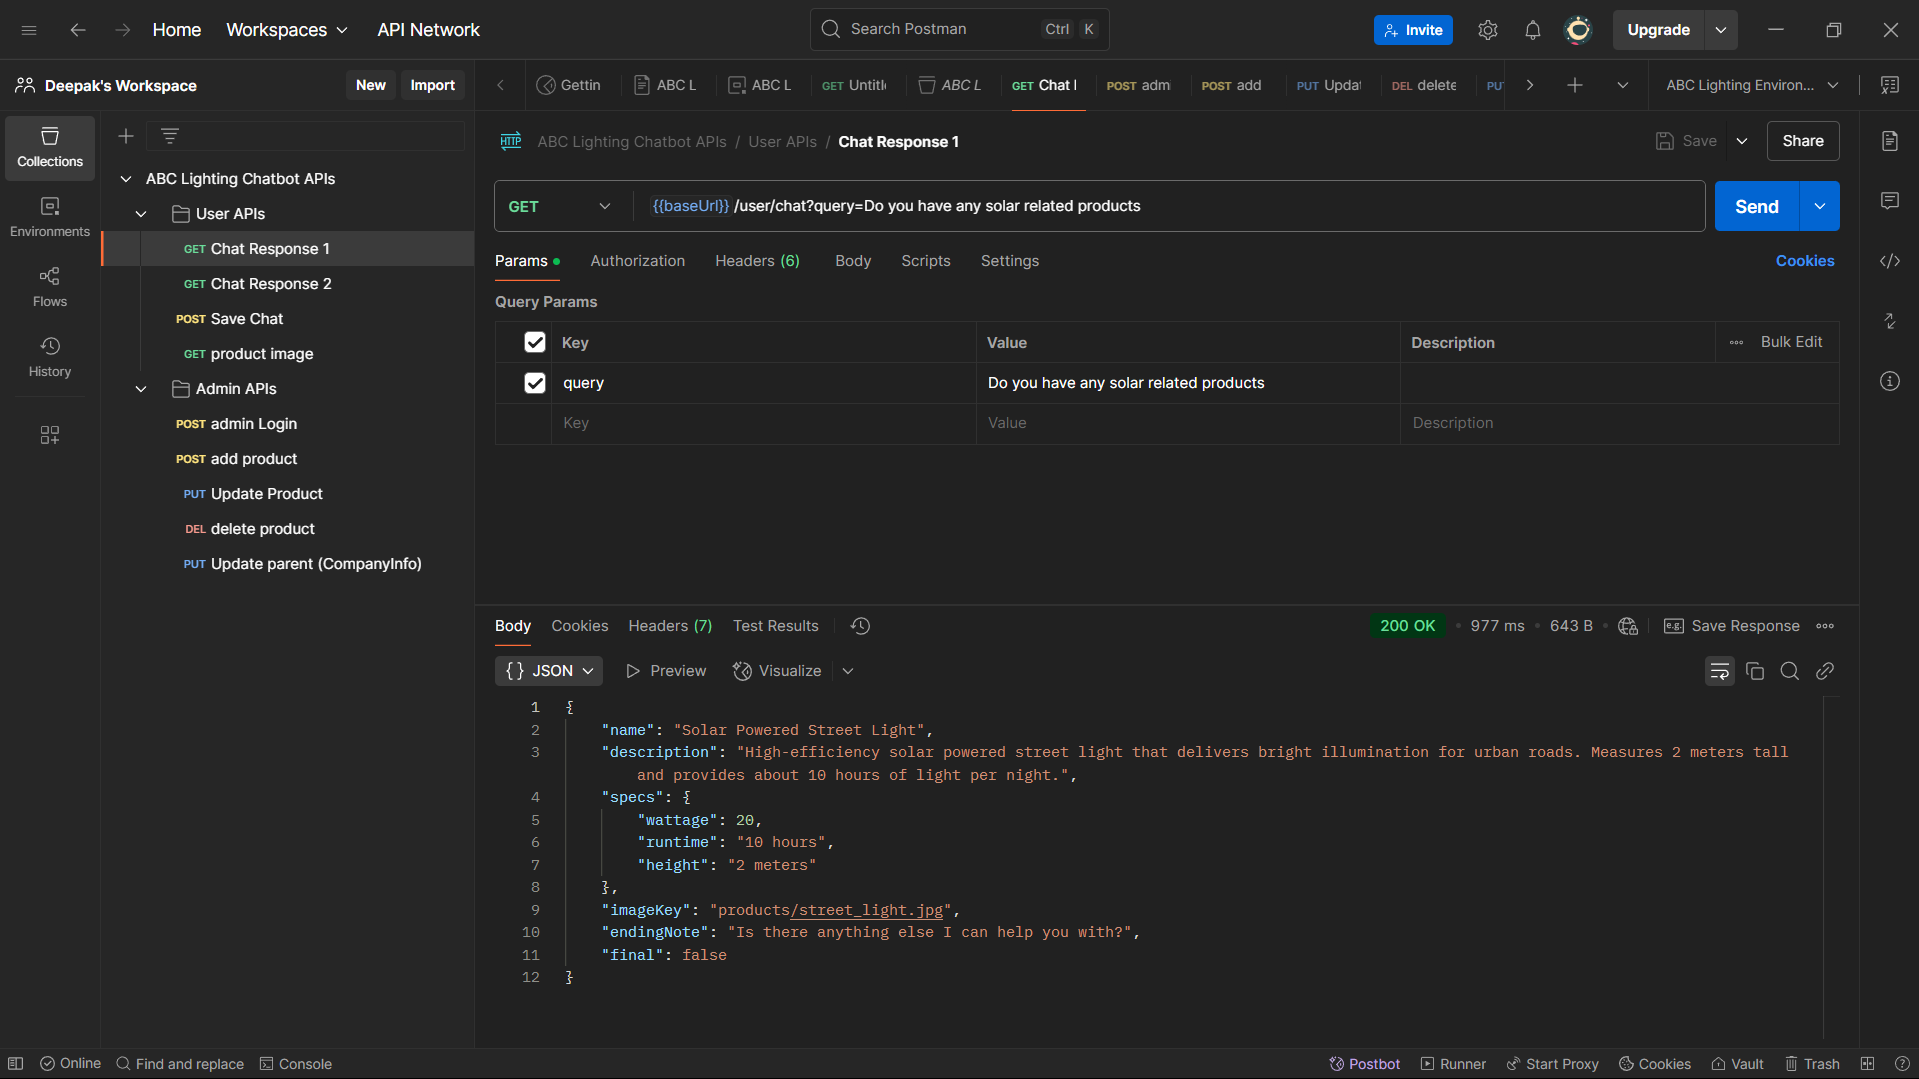 Home Workspaces API Network Search Postman Ctrl K Invite Upgrade
Deepak's Workspace New Import
Gettin ABC L ABC L GET Untitl ABC L GET Chat POST adm POST add PUT Updat DEL delete PU ABC Lighting Environ...
Collections
Environments
Flows
History
ABC Lighting Chatbot APIs
User APIs
GET Chat Response 1
GET Chat Response 2
POST Save Chat
GET product image
Admin APIs
POST admin Login
POST add product
PUT Update Product
DEL delete product
PUT Update parent (CompanyInfo)
HTTP ABC Lighting Chatbot APIs / User APIs / Chat Response 1 Save Share
GET {{baseUrl}} /user/chat?query=Do you have any solar related products Send
Params Authorization Headers (6) Body Scripts Settings Cookies
Query Params
Key Value Description Bulk Edit
query Do you have any solar related products
Key Value Description
Body Cookies Headers (7) Test Results 200 OK 977 ms 643 B e.g. Save Response
{} JSON Preview Visualize
1 {
2 "name": "Solar Powered Street Light",
3 "description": "High-efficiency solar powered street light that delivers bright illumination for urban roads. Measures 2 meters tall
and provides about 10 hours of light per night.",
4 "specs": {
5 "wattage": 20,
6 "runtime": "10 hours",
7 "height": "2 meters"
8 },
9 "imageKey": "products/street_light.jpg",
10 "endingNote": "Is there anything else I can help you with?",
11 "final": false
12 }
Online Find and replace Console Postbot Runner Start Proxy Cookies Vault Trash